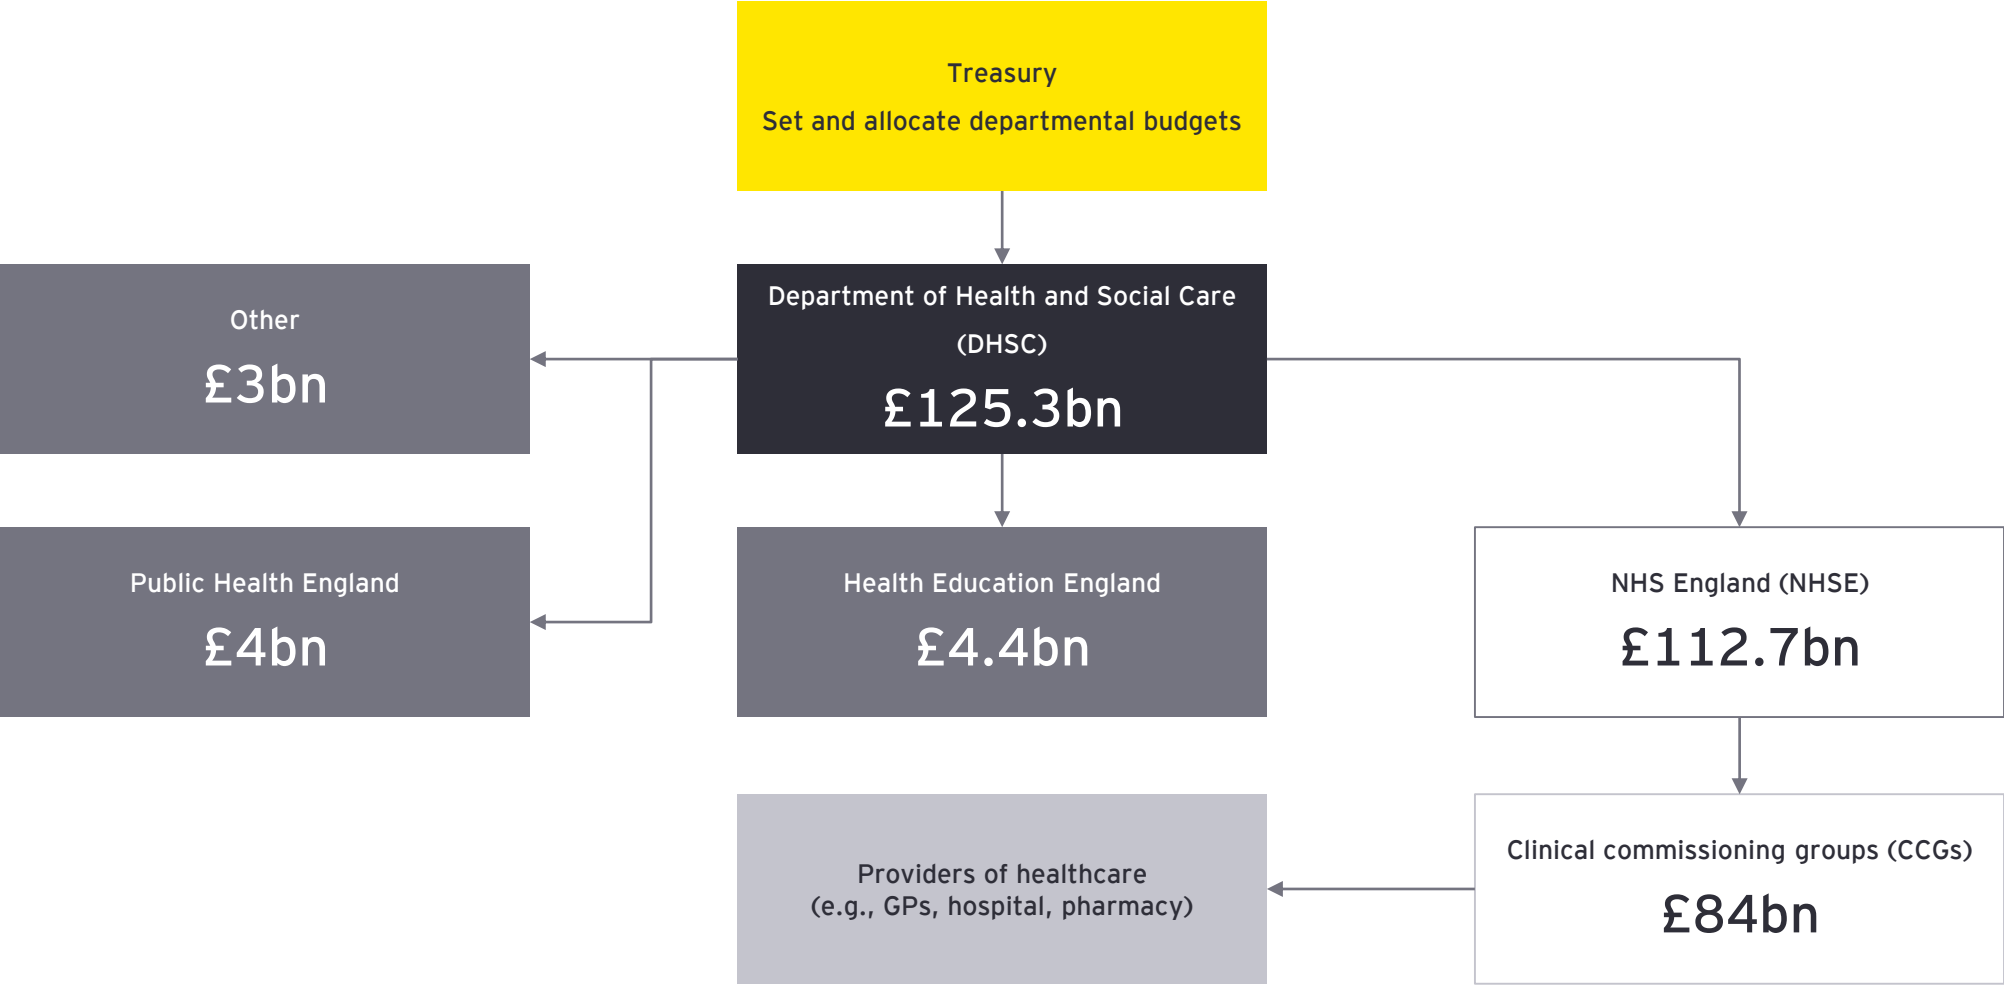 Treasury
Set and allocate departmental budgets
Other
£3bn
Department of Health and Social Care
(DHSC)
£125.3bn
Public Health England
£4bn
Health Education England
£4.4bn
NHS England (NHSE)
£112.7bn
Providers of healthcare
(e.g., GPs, hospital, pharmacy)
Clinical commissioning groups (CCGs)
£84bn